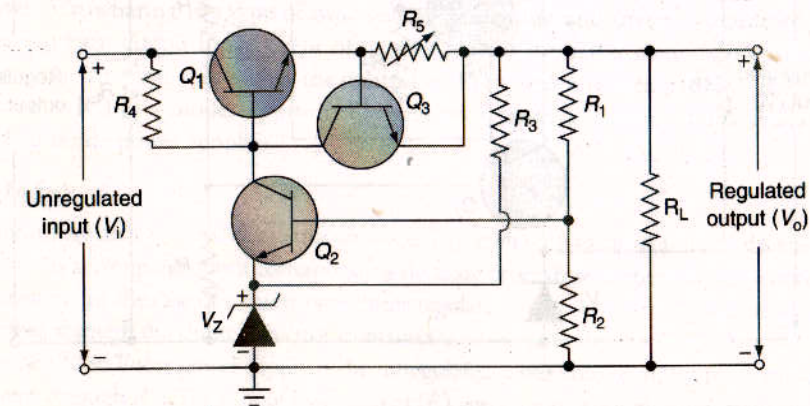 R5
+
Q1
+
R4
Q3
R3
R1
Unregulated
input (Vi)
Q2
RL
Regulated
output (Vo)
+
VZ
R2
−
−
−